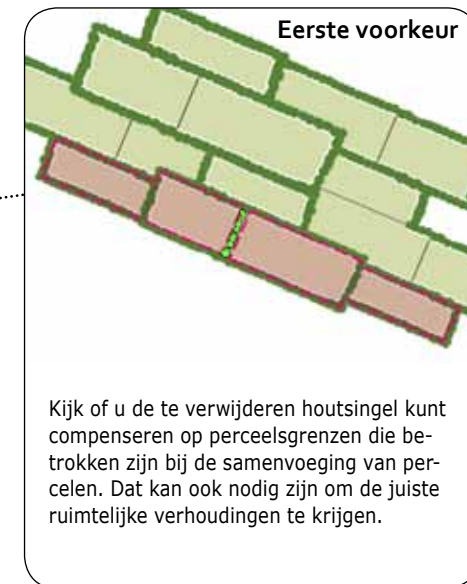 Eerste voorkeur
Kijk of u de te verwijderen houtsingel kunt
compenseren op perceelsgrenzen die be-
trokken zijn bij de samenvoeging van per-
celen. Dat kan ook nodig zijn om de juiste
ruimtelijke verhoudingen te krijgen.